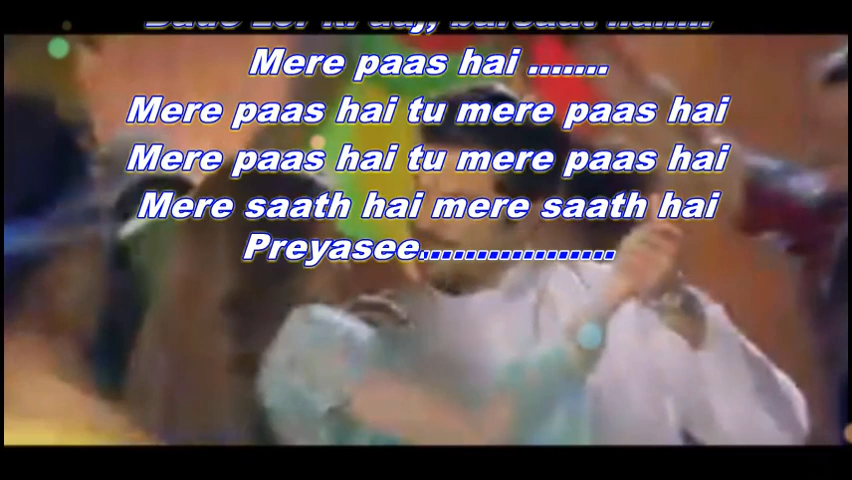 Mere paas hai .......
Mere paas hai tu mere paas hai
Mere paas hai tu mere paas hai
Mere saath hai mere saath hai
Preyasee.................